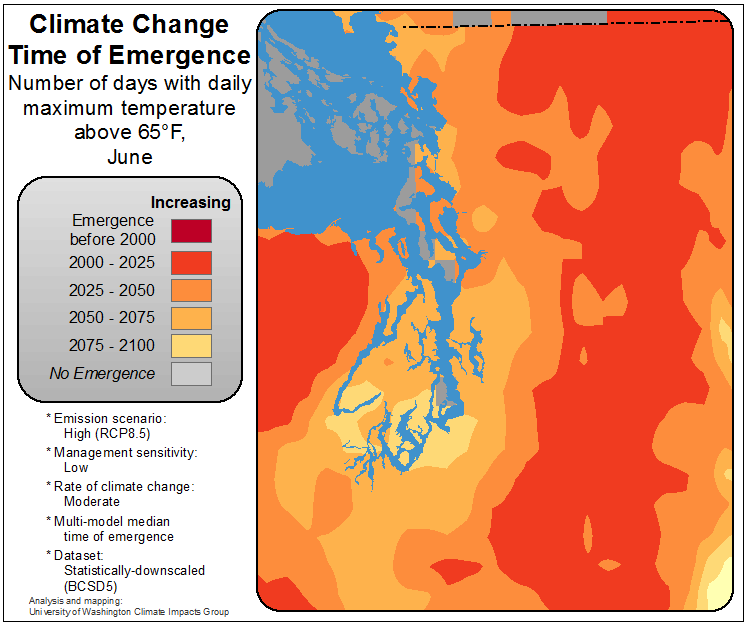 Climate Change
Time of Emergence
Number of days with daily
maximum temperature
above 65°F,
June
Increasing
Emergence
before 2000
2000 - 2025
2025 - 2050
2050 - 2075
2075 - 2100
No Emergence
* Emission scenario:
High (RCP8.5)
* Management sensitivity:
Low
* Rate of climate change:
Moderate
* Multi-model median
time of emergence
* Dataset:
Statistically-downscaled
(BCSD5)
Analysis and mapping:
University of Washington Climate Impacts Group